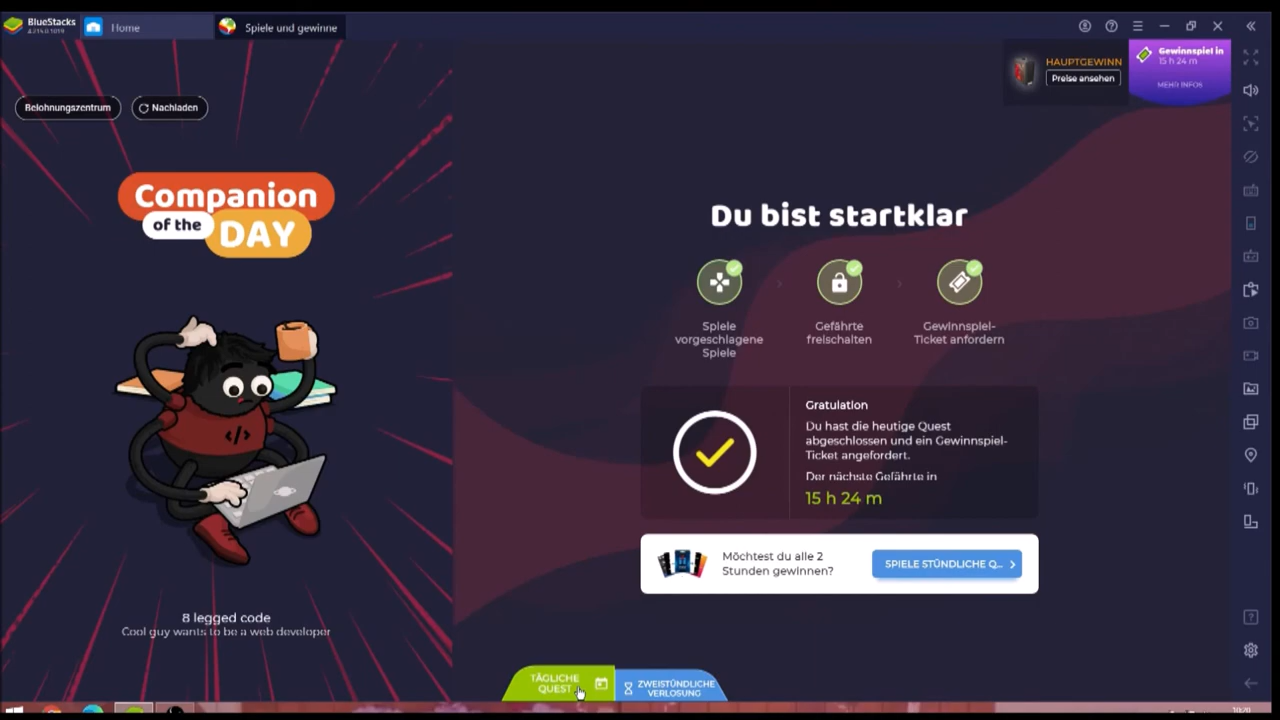 BlueStacks
Home
Spiele und gewinne
HAUPTGEWINN
Preise ansehen
Gewinnspiel in
15 h 24 m
MEHR INFOS
Belohnungszentrum
Nachladen
Companion
of the
DAY
</>
8 legged code
Cool guy wants to be a web developer
Du bist startklar
Spiele
vorgeschlagene
Spiele
Gefährte
freischalten
Gewinnspiel-
Ticket anfordern
Gratulation
Du hast die heutige Quest
abgeschlossen und ein Gewinnspiel-
Ticket angefordert.
Der nächste Gefährte in
15 h 24 m
Möchtest du alle 2
Stunden gewinnen?
SPIELE STÜNDLICHE Q...
TÄGLICHE
QUEST
ZWEISTÜNDLICHE
VERLOSUNG